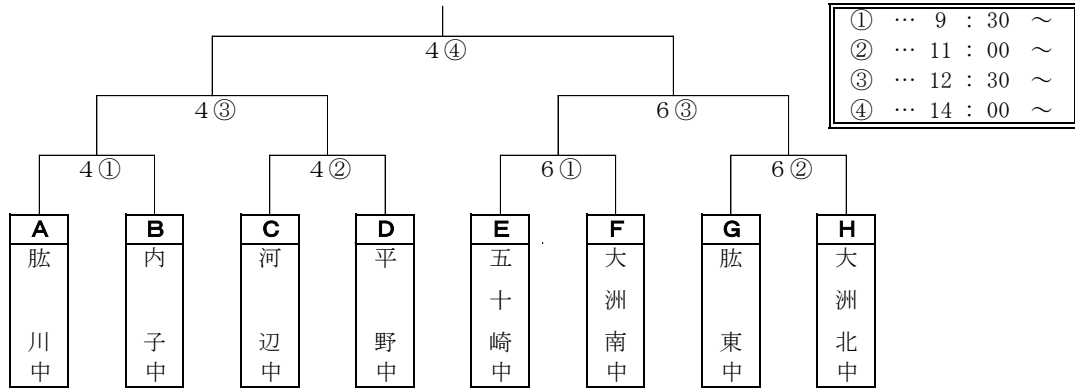 4④
① … 9 : 30 ～
② … 11 : 00 ～
③ … 12 : 30 ～
④ … 14 : 00 ～
4③
6③
4①
4②
6①
6②
A
B
C
D
E
F
G
H
肱川中
内子中
河辺中
平野中
五十崎中
大洲南中
肱東中
大洲北中